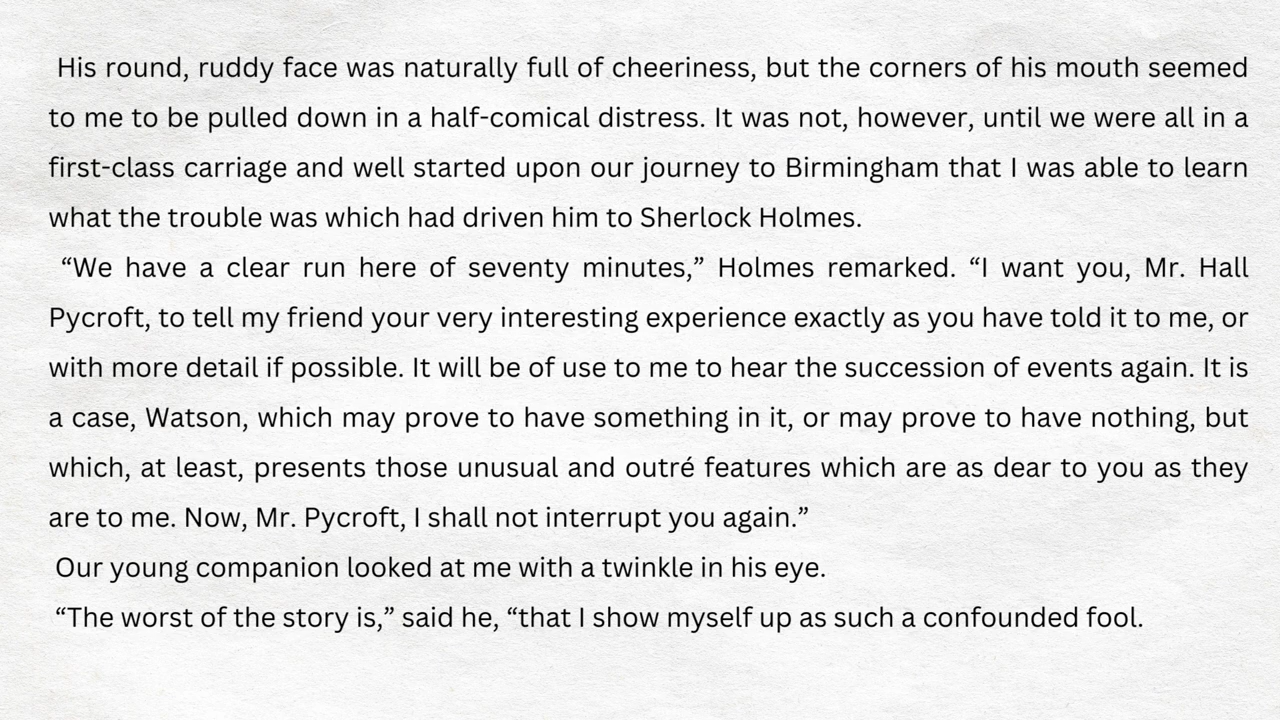 His round, ruddy face was naturally full of cheeriness, but the corners of his mouth seemed
to me to be pulled down in a half-comical distress. It was not, however, until we were all in a
first-class carriage and well started upon our journey to Birmingham that I was able to learn
what the trouble was which had driven him to Sherlock Holmes.
“We have a clear run here of seventy minutes,” Holmes remarked. “I want you, Mr. Hall
Pycroft, to tell my friend your very interesting experience exactly as you have told it to me, or
with more detail if possible. It will be of use to me to hear the succession of events again. It is
a case, Watson, which may prove to have something in it, or may prove to have nothing, but
which, at least, presents those unusual and outré features which are as dear to you as they
are to me. Now, Mr. Pycroft, I shall not interrupt you again.”
Our young companion looked at me with a twinkle in his eye.
“The worst of the story is,” said he, “that I show myself up as such a confounded fool.